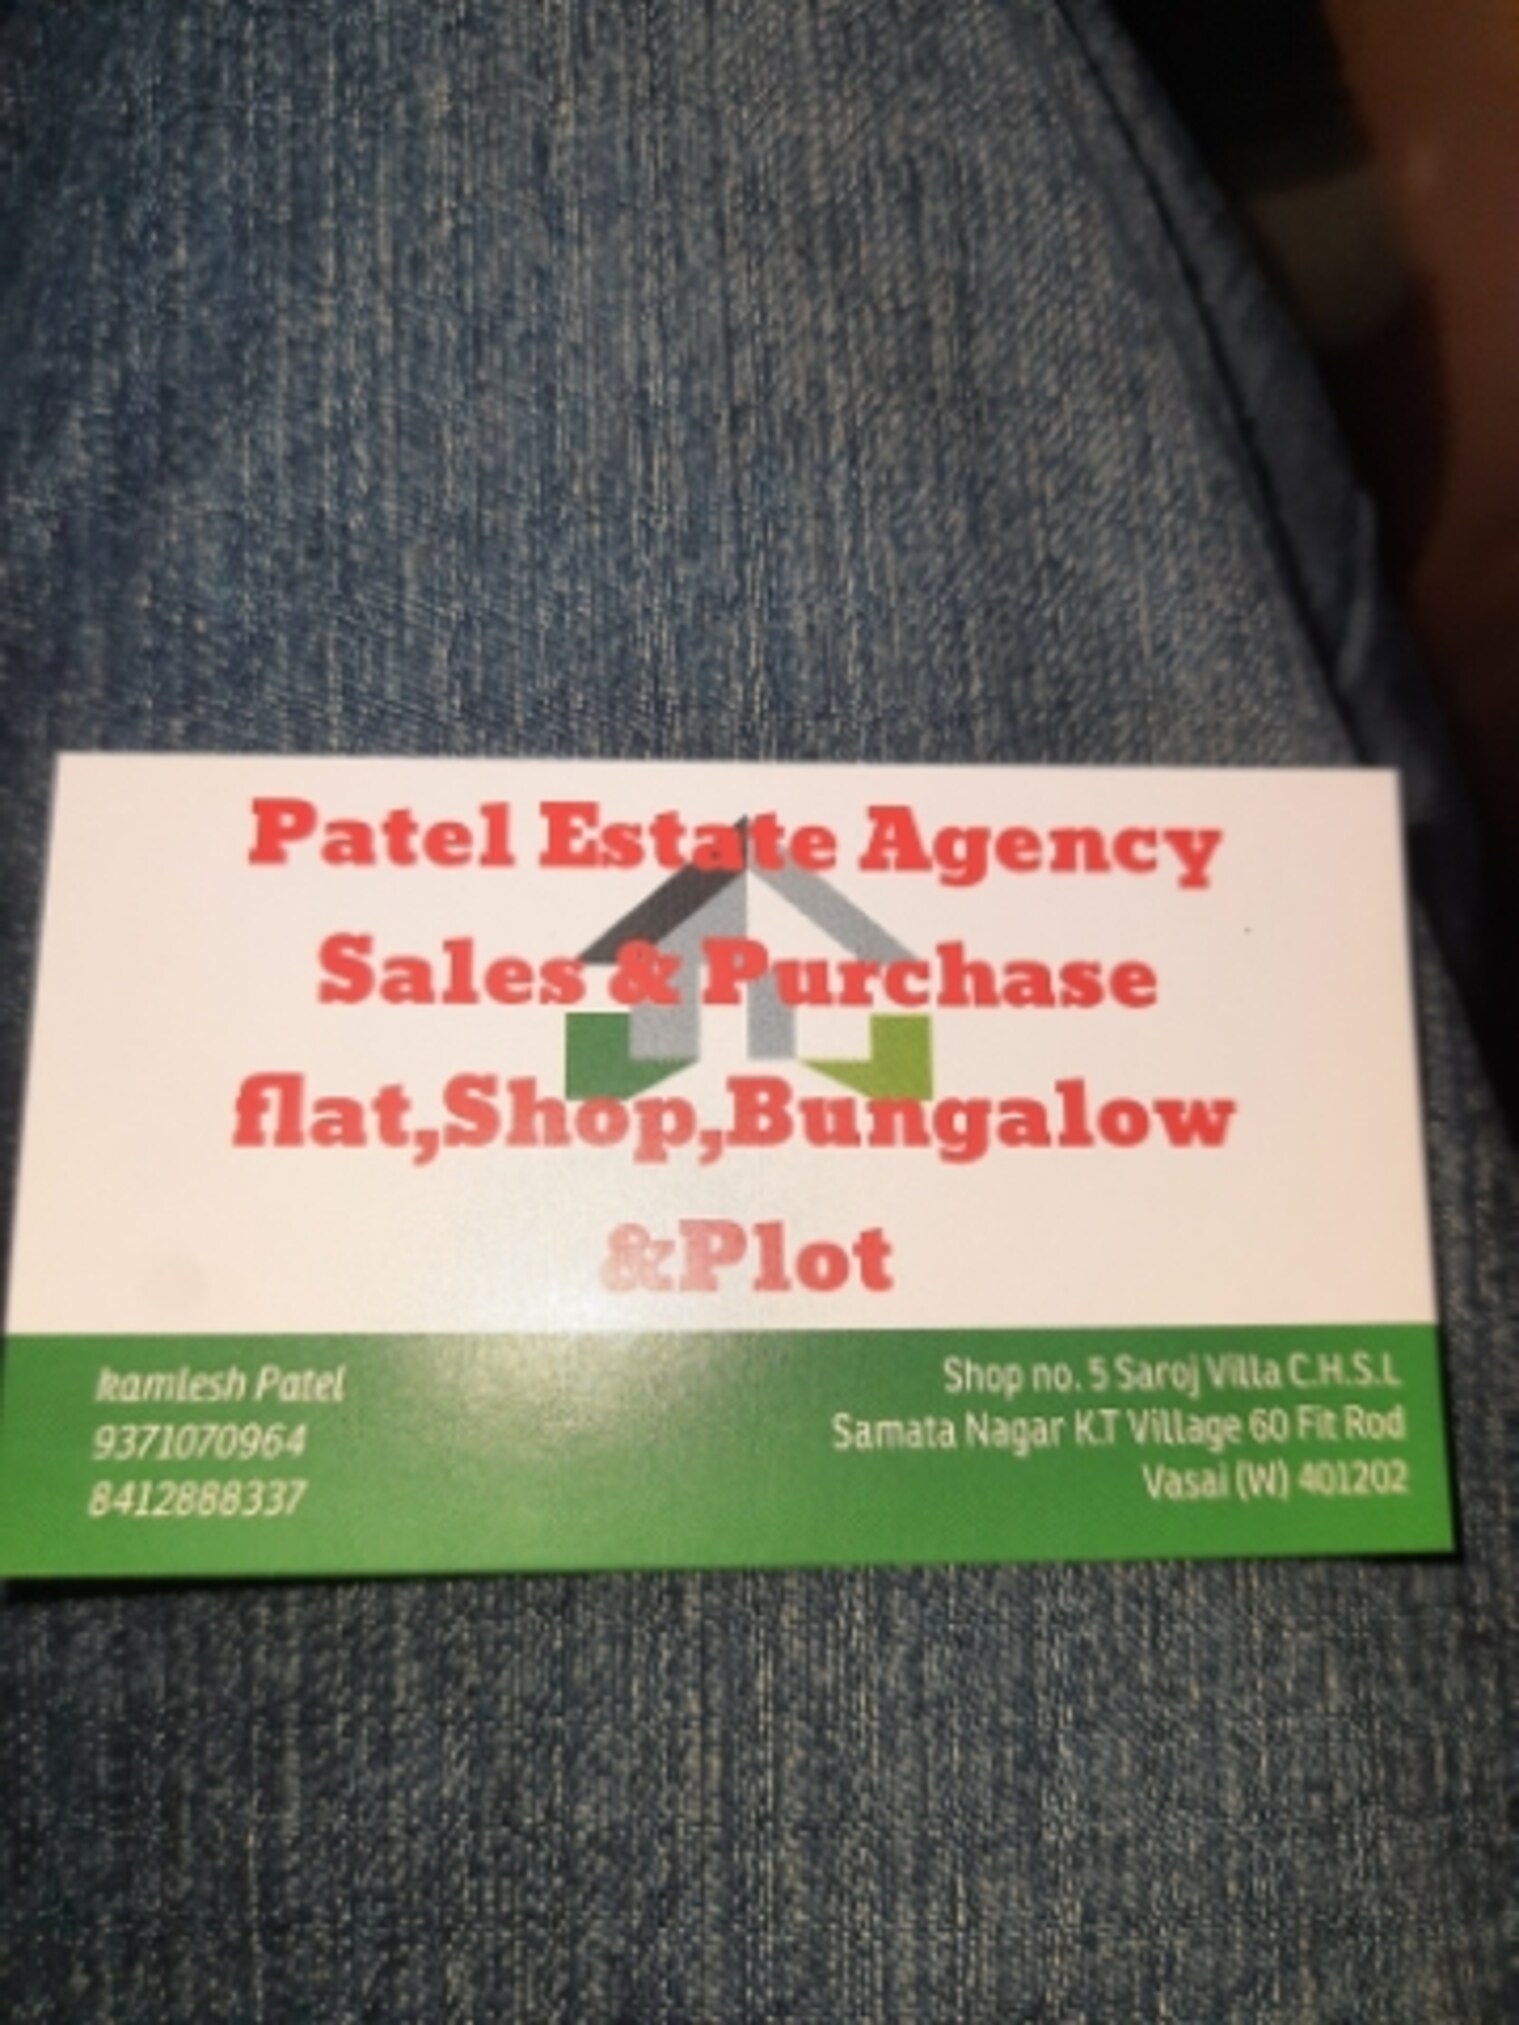 Patel Estate Agency
Sales & Purchase
flat,Shop,Bungalow
&Plot
kamlesh Patel
9371070964
8412888337
Shop no. 5 Saroj Villa C.H.S.L
Samata Nagar K.T Village 60 Fit Rod
Vasai (W) 401202